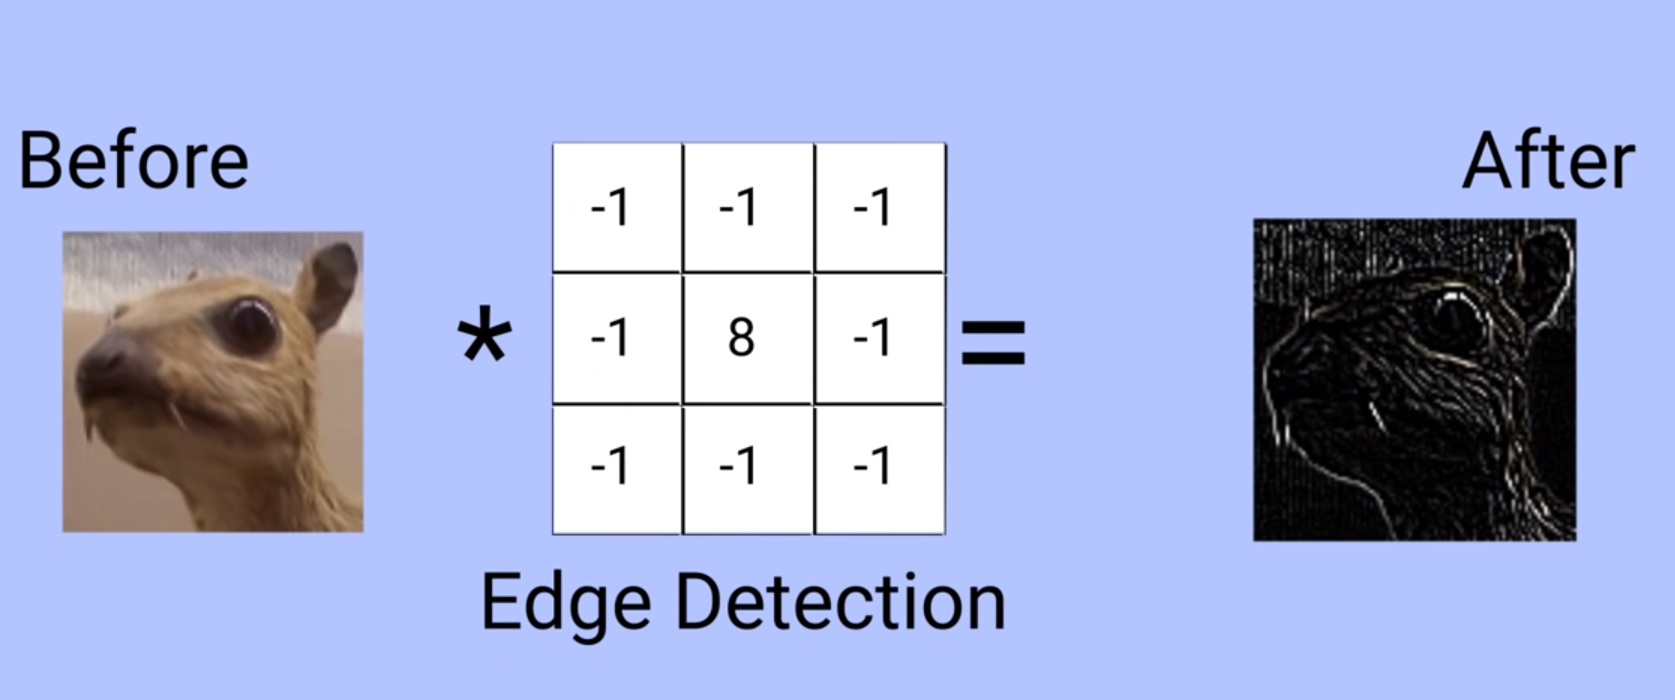 Before
After
-1 -1 -1
* -1 8 -1 =
-1 -1 -1
Edge Detection